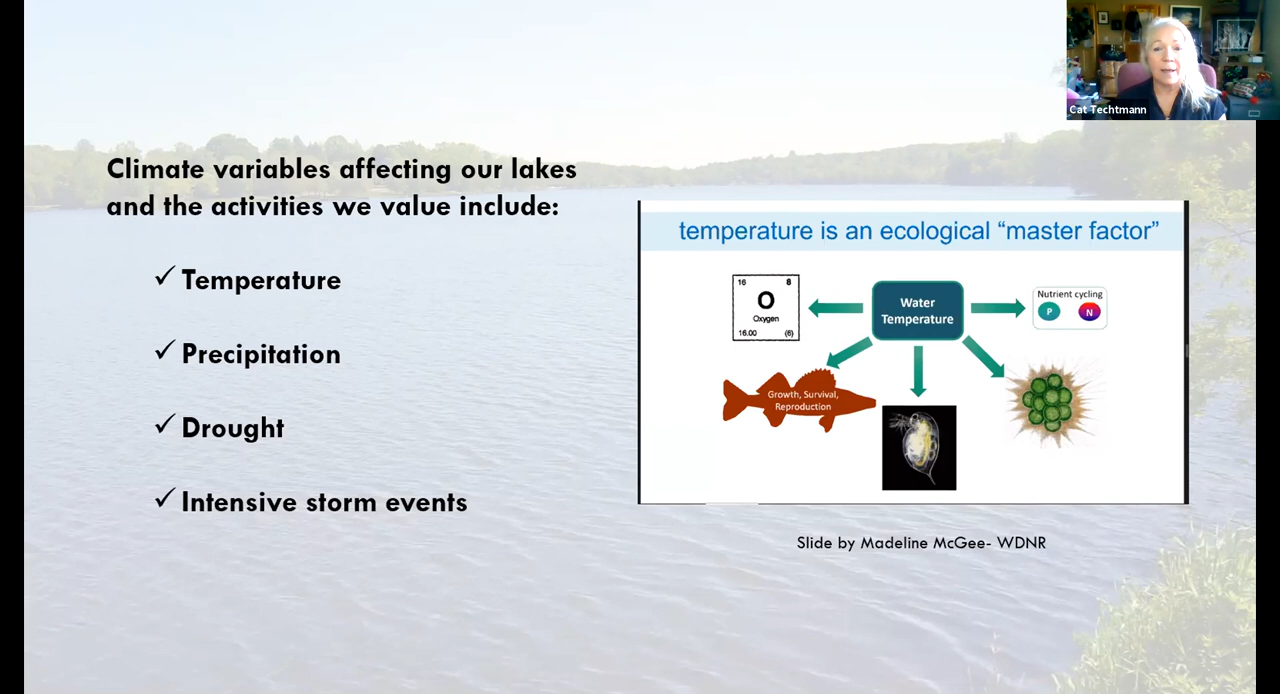 Cat Techtmann
Climate variables affecting our lakes
and the activities we value include:
✓ Temperature
✓ Precipitation
✓ Drought
✓ Intensive storm events
temperature is an ecological “master factor”
16 8
O
Oxygen
16.00 (6)
Water
Temperature
Nutrient cycling
P N
Growth, Survival,
Reproduction
Slide by Madeline McGee- WDNR